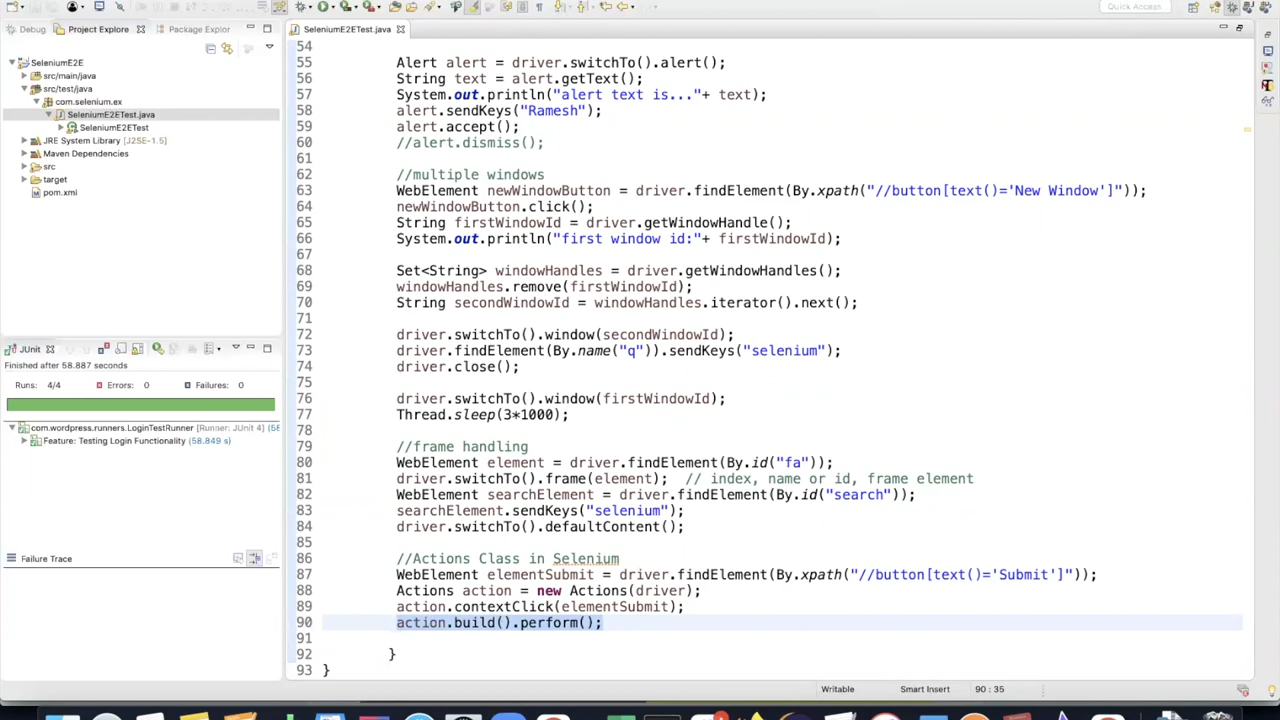 Quick Access
Debug
Project Explore
Package Explor
SeleniumE2E
src/main/java
src/test/java
com.selenium.ex
SeleniumE2ETest.java
SeleniumE2ETest
JRE System Library [J2SE-1.5]
Maven Dependencies
src
target
pom.xml
JUnit
Finished after 58.887 seconds
Runs: 4/4 Errors: 0 Failures: 0
com.wordpress.runners.LoginTestRunner [Runner: JUnit 4] (58
Feature: Testing Login Functionality (58.849 s)
Failure Trace
SeleniumE2ETest.java
54
55 Alert alert = driver.switchTo().alert();
56 String text = alert.getText();
57 System.out.println("alert text is..."+ text);
58 alert.sendKeys("Ramesh");
59 alert.accept();
60 //alert.dismiss();
61
62 //multiple windows
63 WebElement newWindowButton = driver.findElement(By.xpath("//button[text()='New Window']"));
64 newWindowButton.click();
65 String firstWindowId = driver.getWindowHandle();
66 System.out.println("first window id:"+ firstWindowId);
67
68 Set<String> windowHandles = driver.getWindowHandles();
69 windowHandles.remove(firstWindowId);
70 String secondWindowId = windowHandles.iterator().next();
71
72 driver.switchTo().window(secondWindowId);
73 driver.findElement(By.name("q")).sendKeys("selenium");
74 driver.close();
75
76 driver.switchTo().window(firstWindowId);
77 Thread.sleep(3*1000);
78
79 //frame handling
80 WebElement element = driver.findElement(By.id("fa"));
81 driver.switchTo().frame(element); // index, name or id, frame element
82 WebElement searchElement = driver.findElement(By.id("search"));
83 searchElement.sendKeys("selenium");
84 driver.switchTo().defaultContent();
85
86 //Actions Class in Selenium
87 WebElement elementSubmit = driver.findElement(By.xpath("//button[text()='Submit']"));
88 Actions action = new Actions(driver);
89 action.contextClick(elementSubmit);
90 action.build().perform();
91
92 }
93 }
Writable Smart Insert 90 : 35